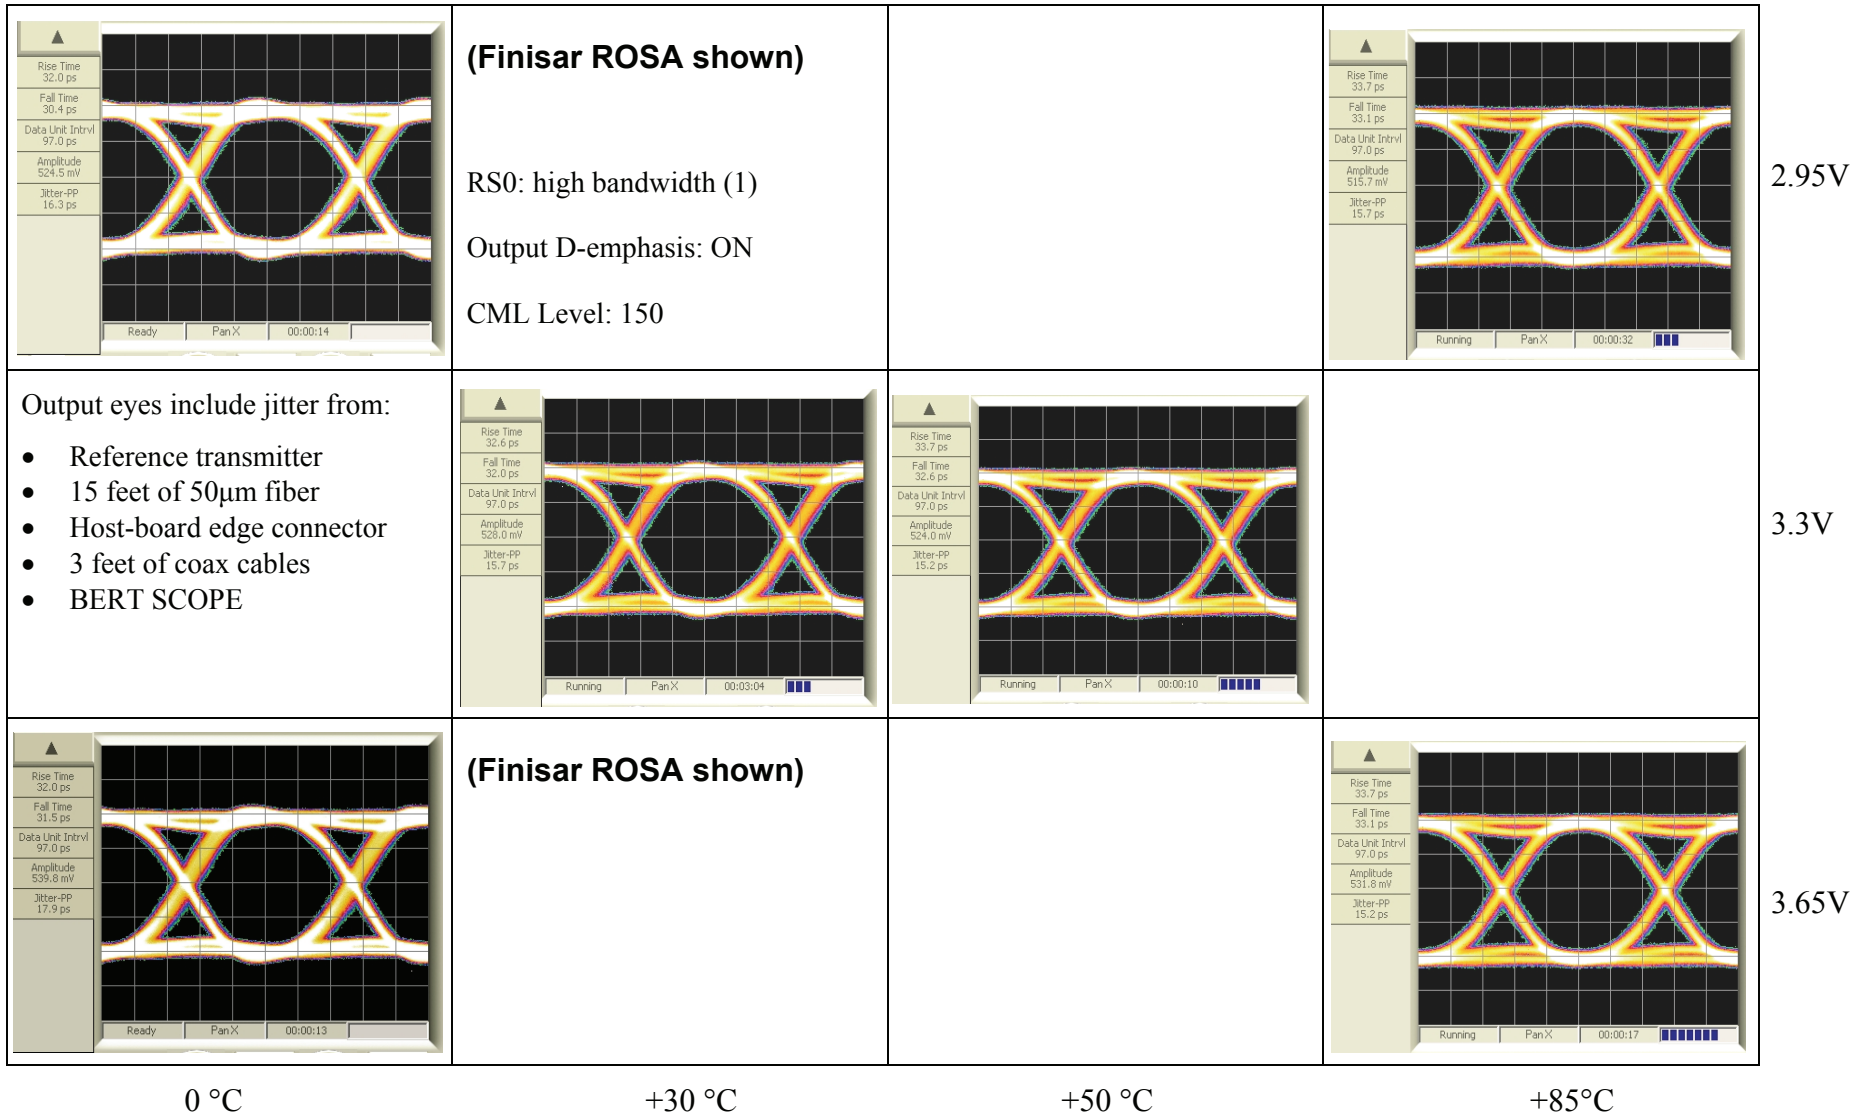 Rise Time
32.0 ps
Fall Time
30.4 ps
Data Unit Intrvl
97.0 ps
Amplitude
524.5 mV
Jitter-PP
16.3 ps
Ready
Pan X
00:00:14
(Finisar ROSA shown)
RS0: high bandwidth (1)
Output D-emphasis: ON
CML Level: 150
Rise Time
33.7 ps
Fall Time
33.1 ps
Data Unit Intrvl
97.0 ps
Amplitude
515.7 mV
Jitter-PP
15.7 ps
Running
Pan X
00:00:32
2.95V
Output eyes include jitter from:
• Reference transmitter
• 15 feet of 50μm fiber
• Host-board edge connector
• 3 feet of coax cables
• BERT SCOPE
Rise Time
32.6 ps
Fall Time
32.0 ps
Data Unit Intrvl
97.0 ps
Amplitude
528.0 mV
Jitter-PP
15.7 ps
Running
Pan X
00:03:04
Rise Time
33.7 ps
Fall Time
32.6 ps
Data Unit Intrvl
97.0 ps
Amplitude
524.0 mV
Jitter-PP
15.2 ps
Running
Pan X
00:00:10
3.3V
Rise Time
32.0 ps
Fall Time
31.5 ps
Data Unit Intrvl
97.0 ps
Amplitude
539.8 mV
Jitter-PP
17.9 ps
Ready
Pan X
00:00:13
(Finisar ROSA shown)
Rise Time
33.7 ps
Fall Time
33.1 ps
Data Unit Intrvl
97.0 ps
Amplitude
531.8 mV
Jitter-PP
15.2 ps
Running
Pan X
00:00:17
3.65V
0 °C
+30 °C
+50 °C
+85°C